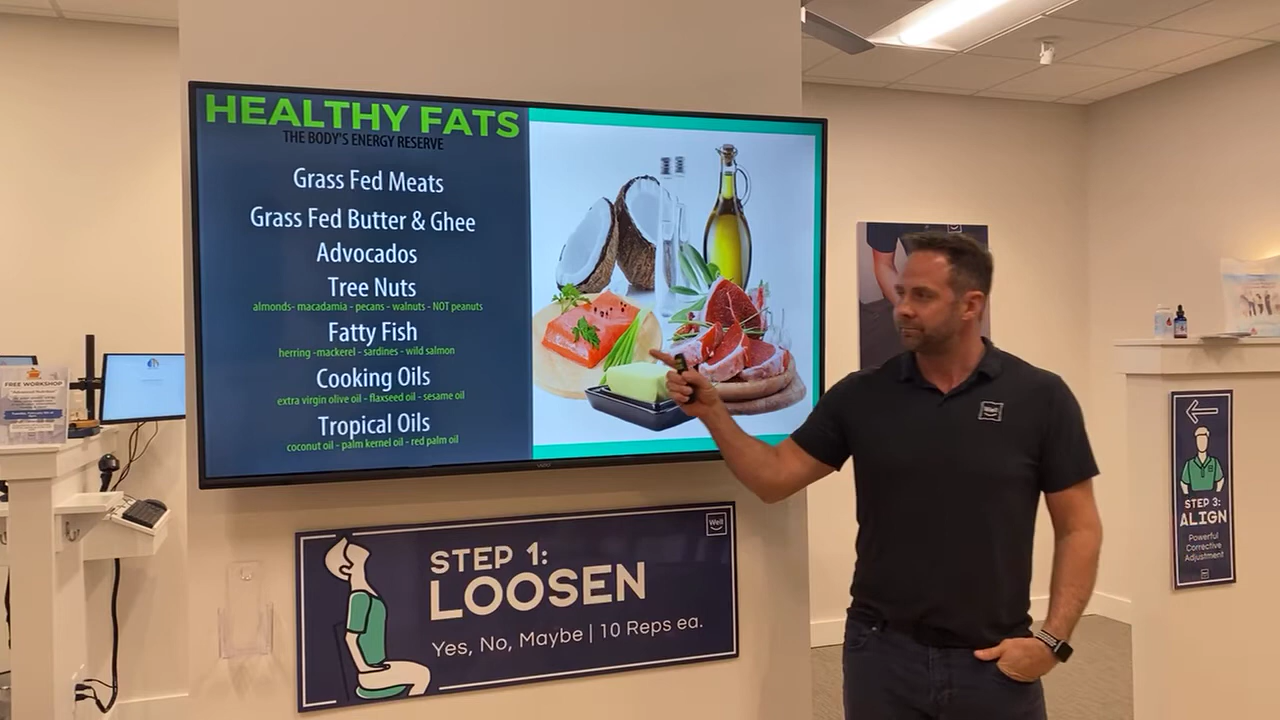 HEALTHY FATS
THE BODY'S ENERGY RESERVE
Grass Fed Meats
Grass Fed Butter & Ghee
Advocados
Tree Nuts
almonds- macadamia - pecans - walnuts - NOT peanuts
Fatty Fish
herring -mackerel - sardines - wild salmon
Cooking Oils
extra virgin olive oil - flaxseed oil - sesame oil
Tropical Oils
coconut oil - palm kernel oil - red palm oil
STEP 1:
LOOSEN
Yes, No, Maybe | 10 Reps ea.
Well
Well
STEP 3:
ALIGN
Powerful
Corrective
Adjustment
FREE WORKSHOP